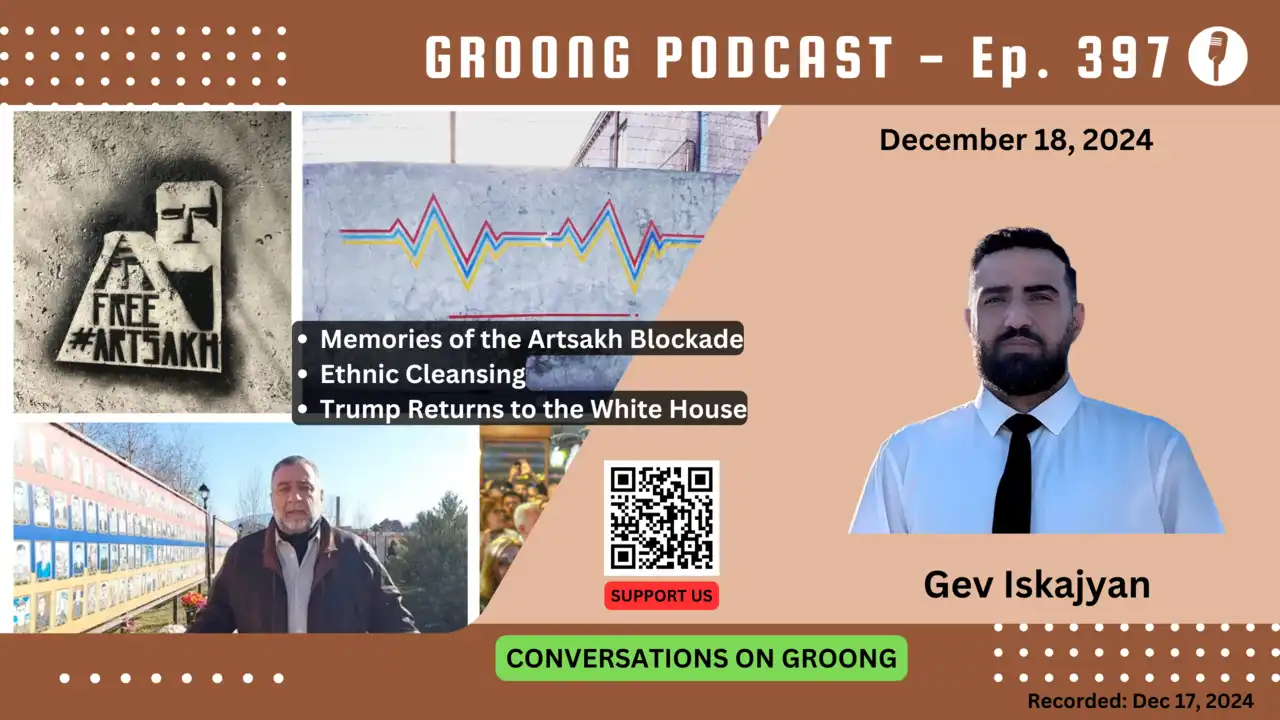 GROONG PODCAST – Ep. 397
December 18, 2024
FREE
#ARTSAKH
• Memories of the Artsakh Blockade
• Ethnic Cleansing
• Trump Returns to the White House
SUPPORT US
Gev Iskajyan
CONVERSATIONS ON GROONG
Recorded: Dec 17, 2024